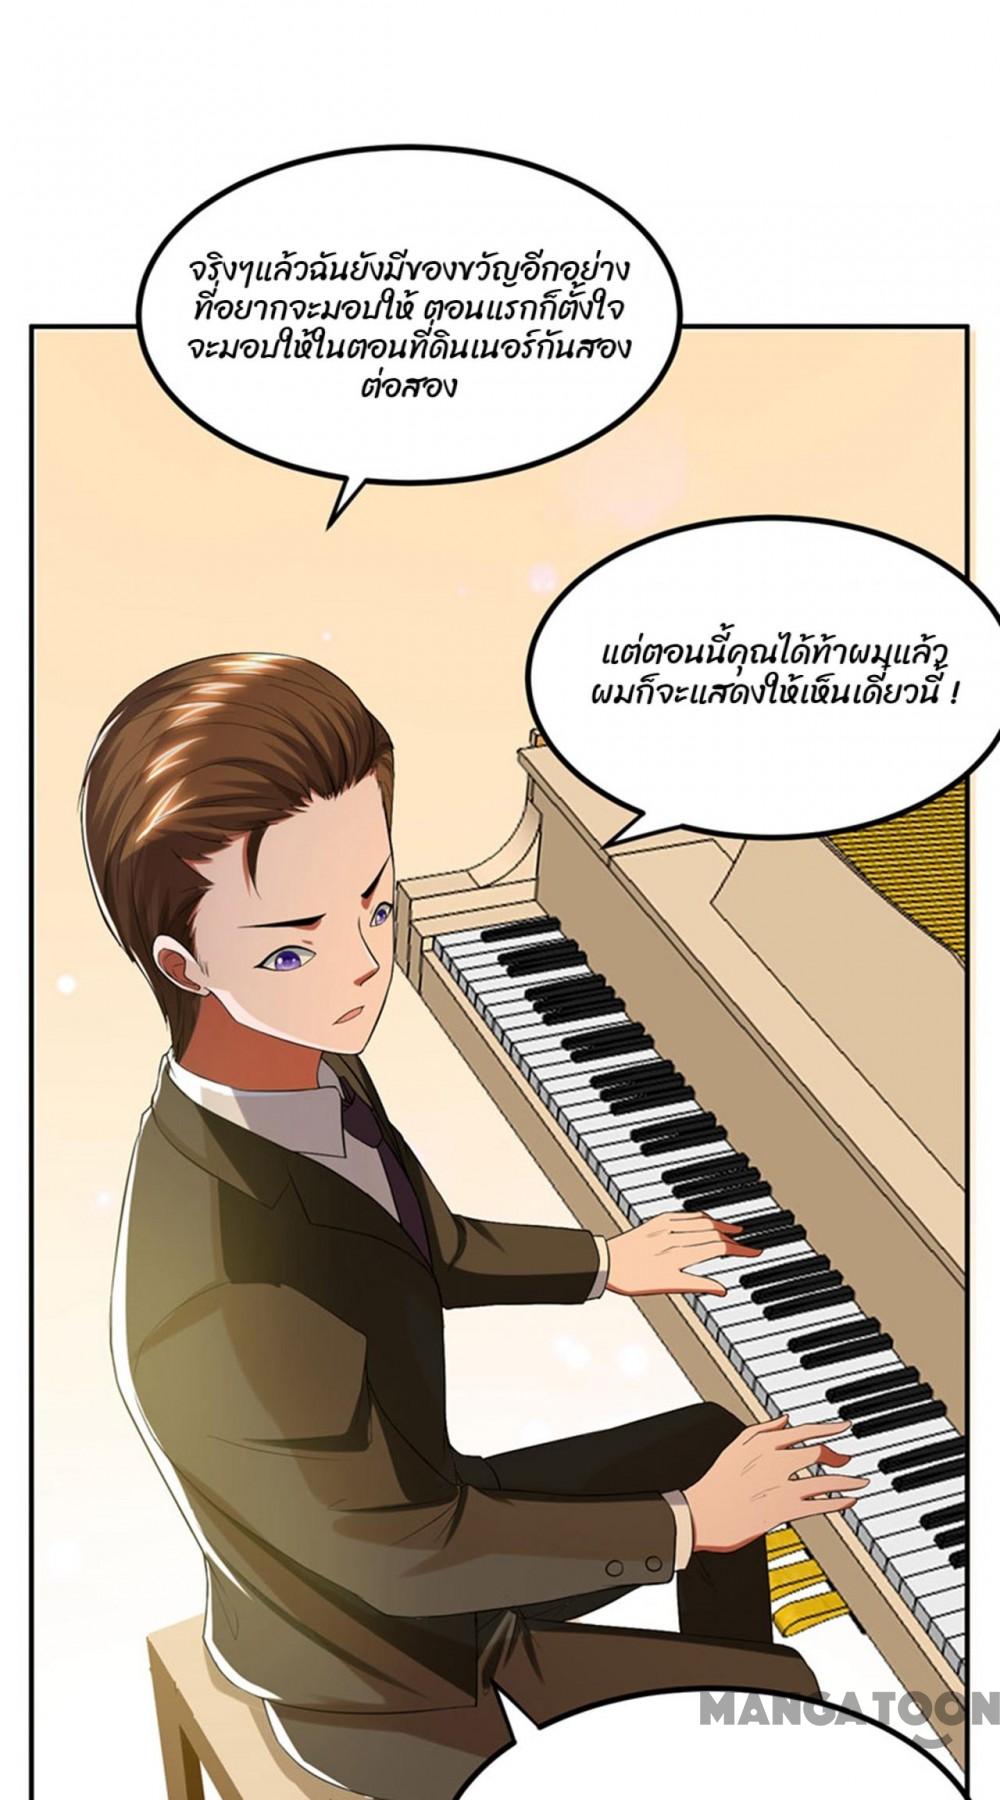 จริงๆแล้วฉันยังมีของขวัญอีกอย่าง
ที่อยากจะมอบให้ ตอนแรกก็ตั้งใจ
จะมอบให้ในตอนที่ดินเนอร์กันสอง
ต่อสอง
แต่ตอนนี้คุณได้ท้าผมแล้ว
ผมก็จะแสดงให้เห็นเดี๋ยวนี้ !
MANGATOON